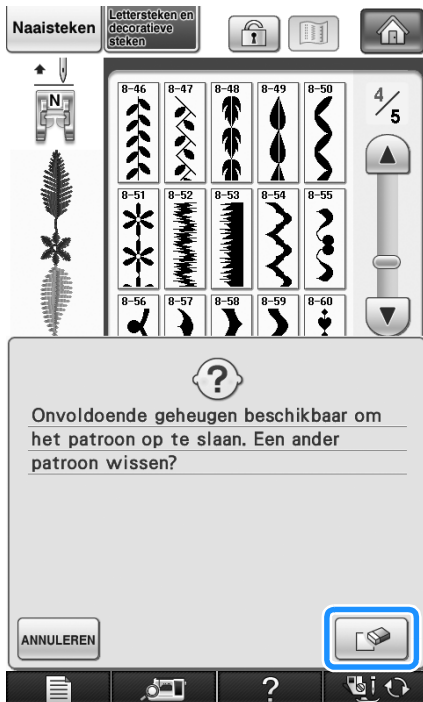 Naaisteken
Lettersteken en
decoratieve
steken
N
8-46 8-47 8-48 8-49 8-50
4/5
8-51 8-52 8-53 8-54 8-55
8-56 8-57 8-58 8-59 8-60
?
Onvoldoende geheugen beschikbaar om
het patroon op te slaan. Een ander
patroon wissen?
ANNULEREN
?